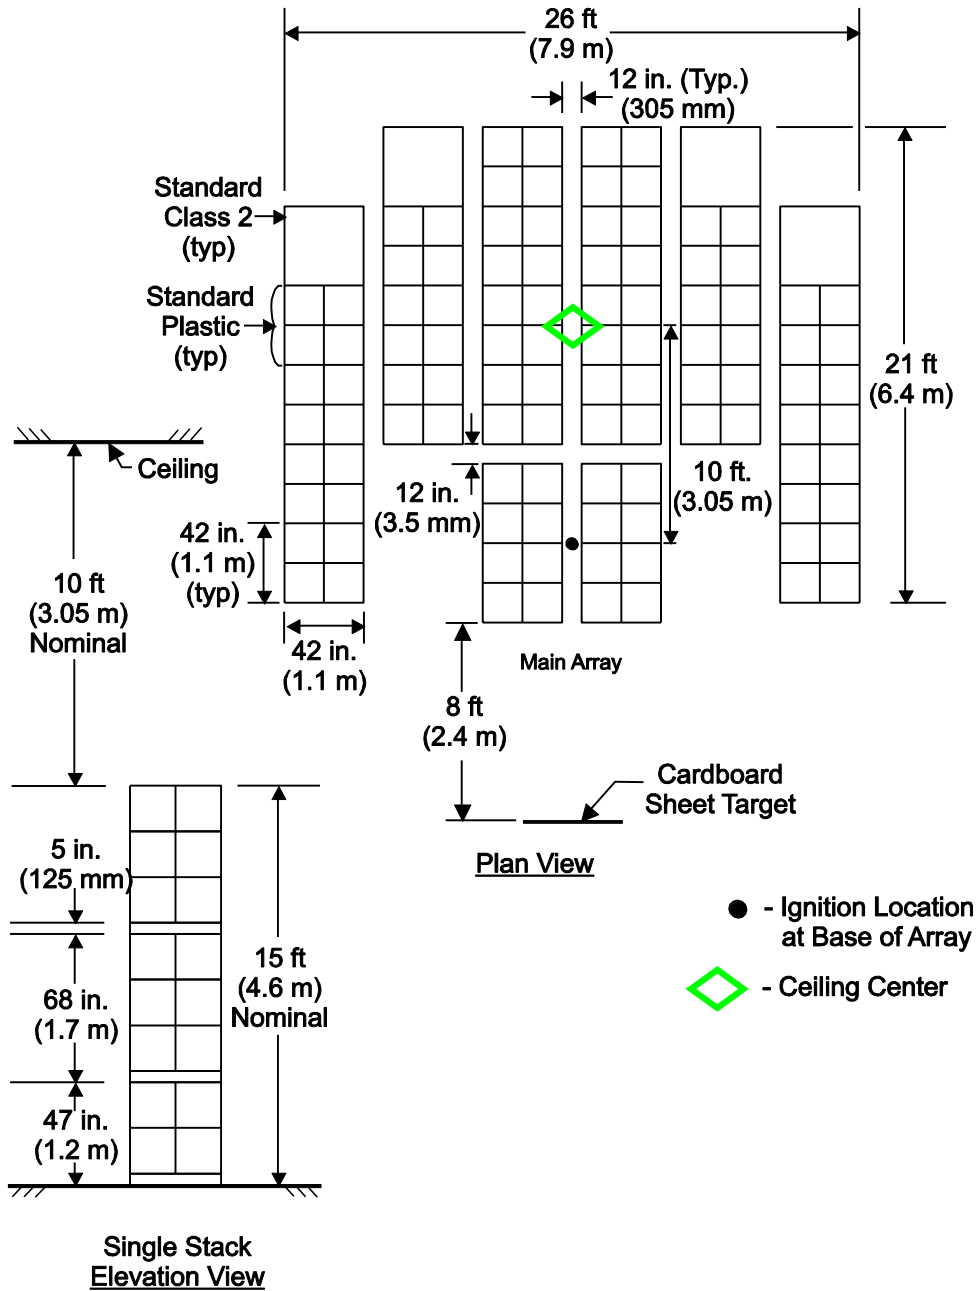 26 ft
(7.9 m)
12 in. (Typ.)
(305 mm)
Standard
Class 2
(typ)
Standard
Plastic
(typ)
21 ft
(6.4 m)
Ceiling
12 in.
(3.5 mm)
10 ft.
(3.05 m)
42 in.
(1.1 m)
(typ)
10 ft
(3.05 m)
Nominal
42 in.
(1.1 m)
Main Array
8 ft
(2.4 m)
Cardboard
Sheet Target
Plan View
5 in.
(125 mm)
- Ignition Location
at Base of Array
15 ft
(4.6 m)
Nominal
- Ceiling Center
68 in.
(1.7 m)
47 in.
(1.2 m)
Single Stack
Elevation View